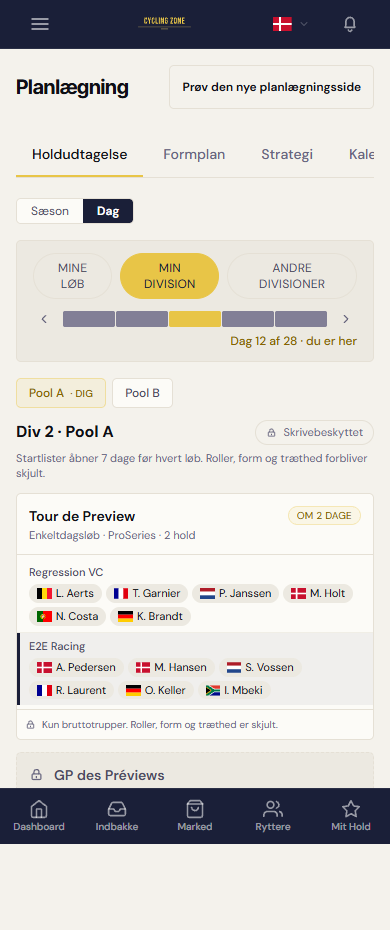 CYCLING ZONE
Planlægning
Prøv den nye planlægningsside
Holdudtagelse Formplan Strategi Kale
Sæson Dag
MINE LØB
MIN DIVISION
ANDRE DIVISIONER
Dag 12 af 28 · du er her
Pool A · DIG Pool B
Div 2 · Pool A
Skrivebeskyttet
Startlister åbner 7 dage før hvert løb. Roller, form og træthed forbliver
skjult.
Tour de Preview
OM 2 DAGE
Enkeltdagsløb · ProSeries · 2 hold
Regression VC
L. Aerts T. Garnier P. Janssen M. Holt
N. Costa K. Brandt
E2E Racing
A. Pedersen M. Hansen S. Vossen
R. Laurent O. Keller I. Mbeki
Kun bruttotrupper. Roller, form og træthed er skjult.
GP des Préviews
Dashboard Indbakke Marked Ryttere Mit Hold